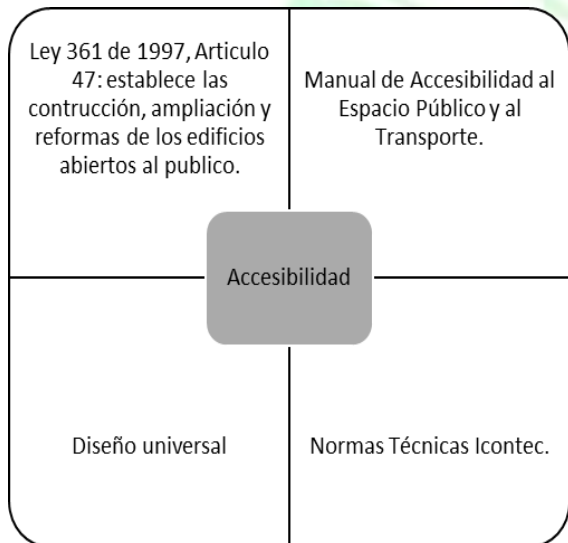 Ley 361 de 1997, Articulo
47: establece las
contrucción, ampliación y
reformas de los edificios
abiertos al publico.
Manual de Accesibilidad al
Espacio Público y al
Transporte.
Accesibilidad
Diseño universal
Normas Técnicas Icontec.